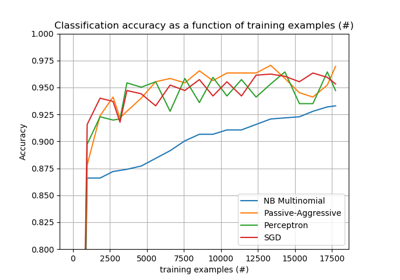 Classification accuracy as a function of training examples (#)
1.000
0.975
0.950
0.925
0.900
0.875
0.850
0.825
0.800
Accuracy
NB Multinomial
Passive-Aggressive
Perceptron
SGD
0 2500 5000 7500 10000 12500 15000 17500
training examples (#)